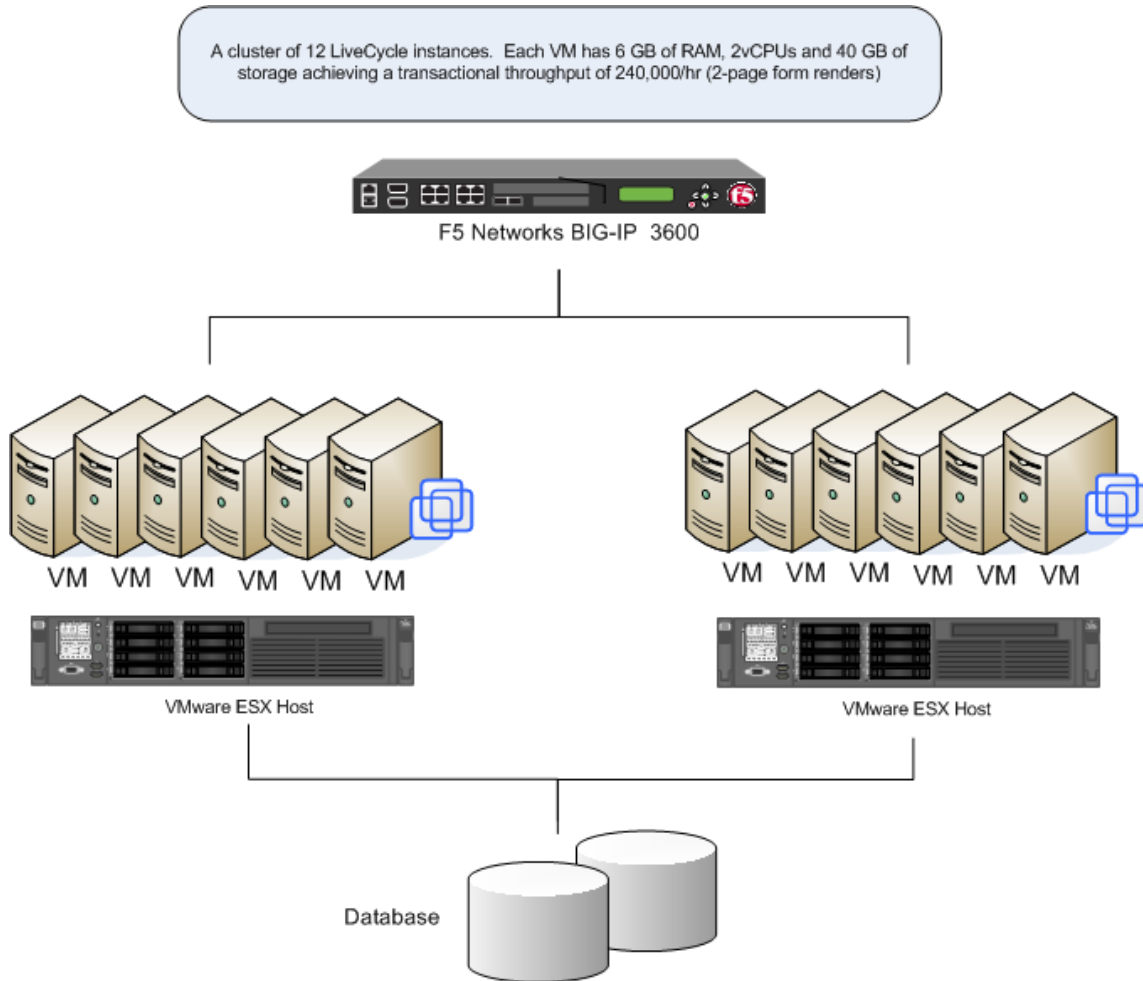 A cluster of 12 LiveCycle instances.  Each VM has 6 GB of RAM, 2vCPUs and 40 GB of
storage achieving a transactional throughput of 240,000/hr (2-page form renders)
f5
F5 Networks BIG-IP  3600
VM VM VM VM VM VM
VM VM VM VM VM VM
VMware ESX Host
VMware ESX Host
Database